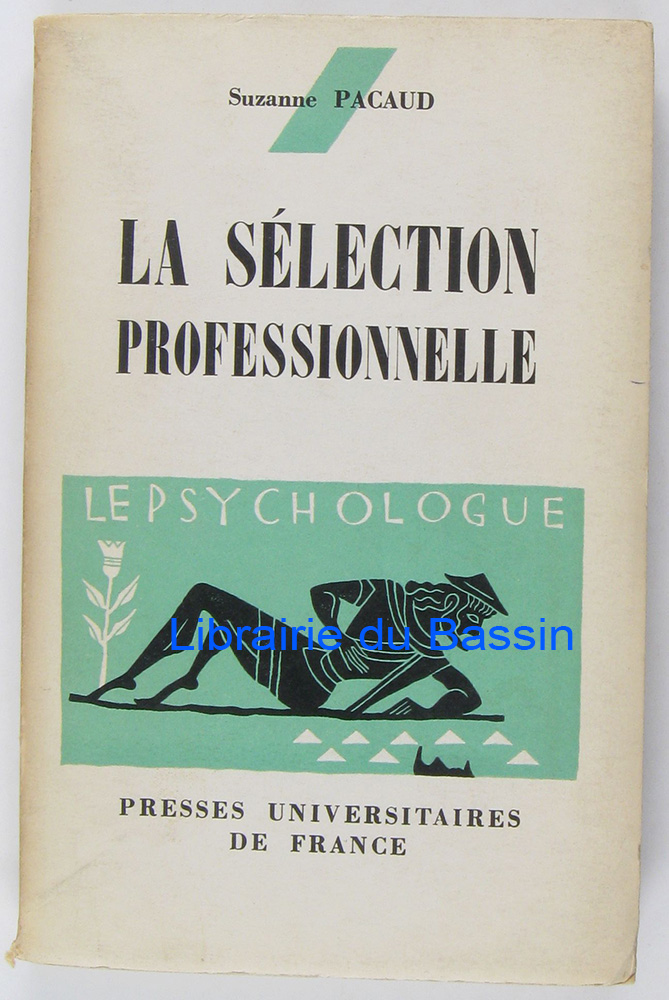 Suzanne PACAUD
LA SÉLECTION
PROFESSIONNELLE
LE PSYCHOLOGUE
Librairie du Bassin
PRESSES UNIVERSITAIRES
DE FRANCE